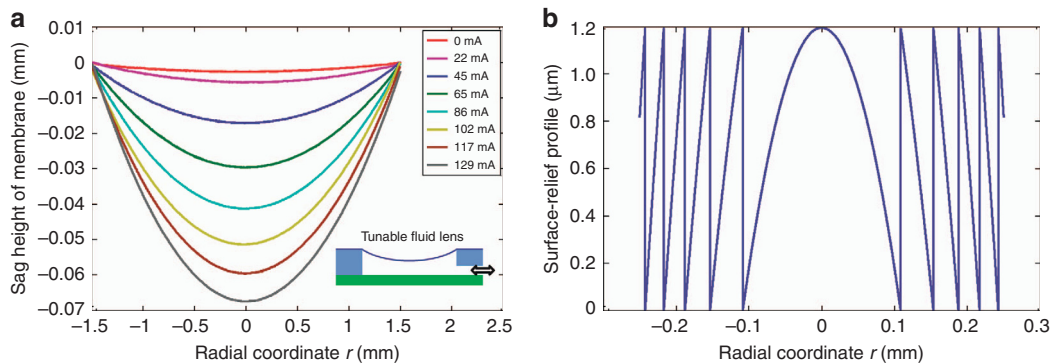 a
Sag height of membrane (mm)
0.01
0
−0.01
−0.02
−0.03
−0.04
−0.05
−0.06
−0.07
0 mA
22 mA
45 mA
65 mA
86 mA
102 mA
117 mA
129 mA
Tunable fluid lens
−1.5 −1 −0.5 0 0.5 1 1.5 2 2.5
Radial coordinate r (mm)
b
Surface-relief profile (μm)
1.2
1.0
0.8
0.6
0.4
0.2
0
−0.2 −0.1 0 0.1 0.2 0.3
Radial coordinate r (mm)